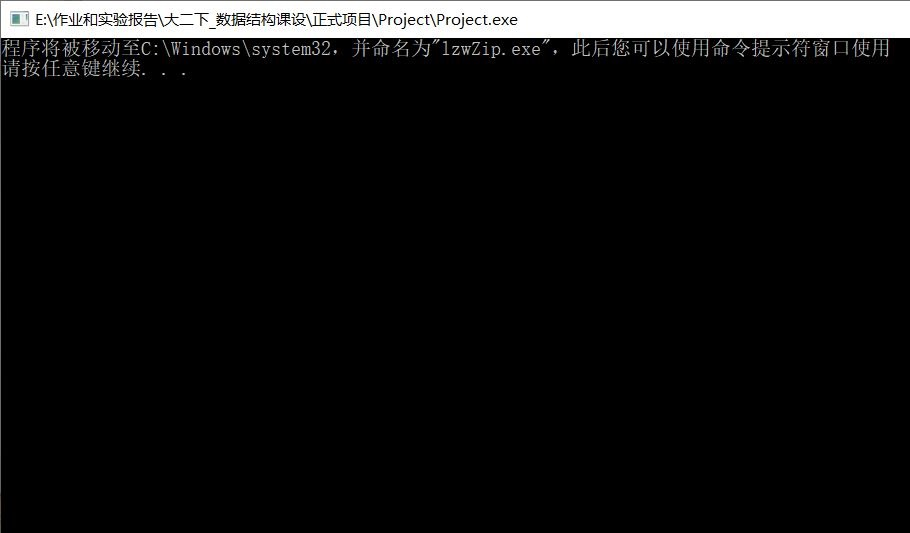 E:\作业和实验报告\大二下_数据结构课设\正式项目\Project\Project.exe
程序将被移动至C:\Windows\system32，并命名为"lzwZip.exe"，此后您可以使用命令提示符窗口使用
请按任意键继续. . .